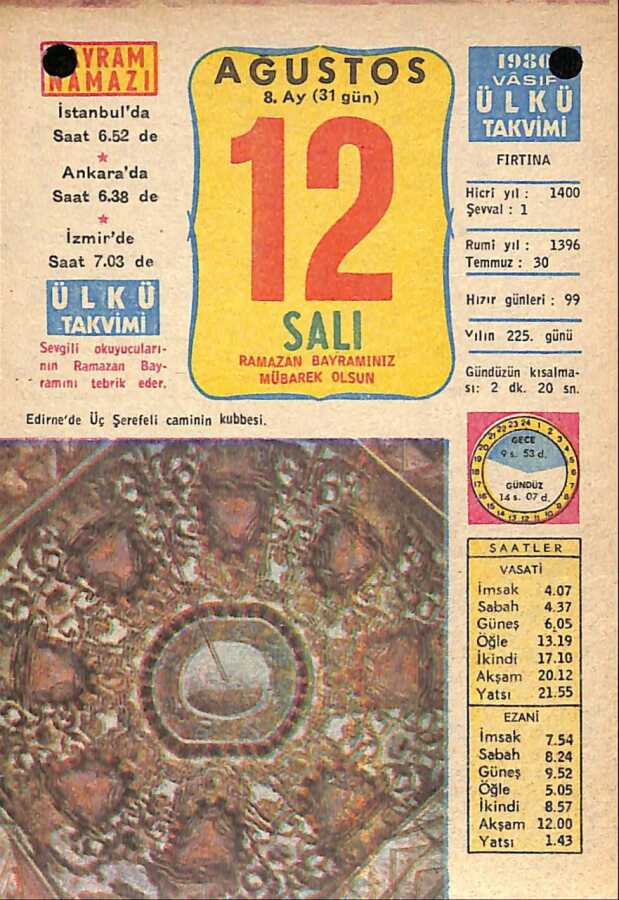 NAMAZI
İstanbul'da
Saat 6.52 de
Ankara'da
Saat 6.38 de
İzmir'de
Saat 7.03 de
ÜLKÜ
TAKVİMİ
Sevgili okuyucuları-
nın Ramazan Bay-
ramını tebrik eder.
AĞUSTOS
8. Ay (31 gün)
12
SALI
RAMAZAN BAYRAMINIZ
MÜBAREK OLSUN
1980
VÂSIF
ÜLKÜ
TAKVİMİ
FIRTINA
Hicrî yıl : 1400
Şevval : 1
Rumî yıl : 1396
Temmuz : 30
Hızır günleri : 99
Yılın 225. günü
Gündüzün kısalma-
sı: 2 dk. 20 sn.
Edirne'de Üç Şerefeli caminin kubbesi.
GECE
9 s. 53 d.
GÜNDÜZ
14 s. 07 d.
SAATLER
VASATİ
İmsak 4.07
Sabah 4.37
Güneş 6.05
Öğle 13.19
İkindi 17.10
Akşam 20.12
Yatsı 21.55
EZANİ
İmsak 7.54
Sabah 8.24
Güneş 9.52
Öğle 5.05
İkindi 8.57
Akşam 12.00
Yatsı 1.43